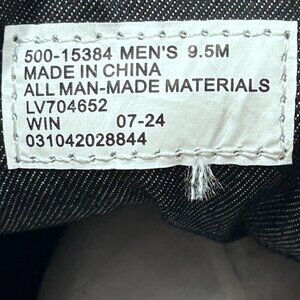 500-15384 MEN'S 9.5M
MADE IN CHINA
ALL MAN-MADE MATERIALS
LV704652
WIN 07-24
031042028844